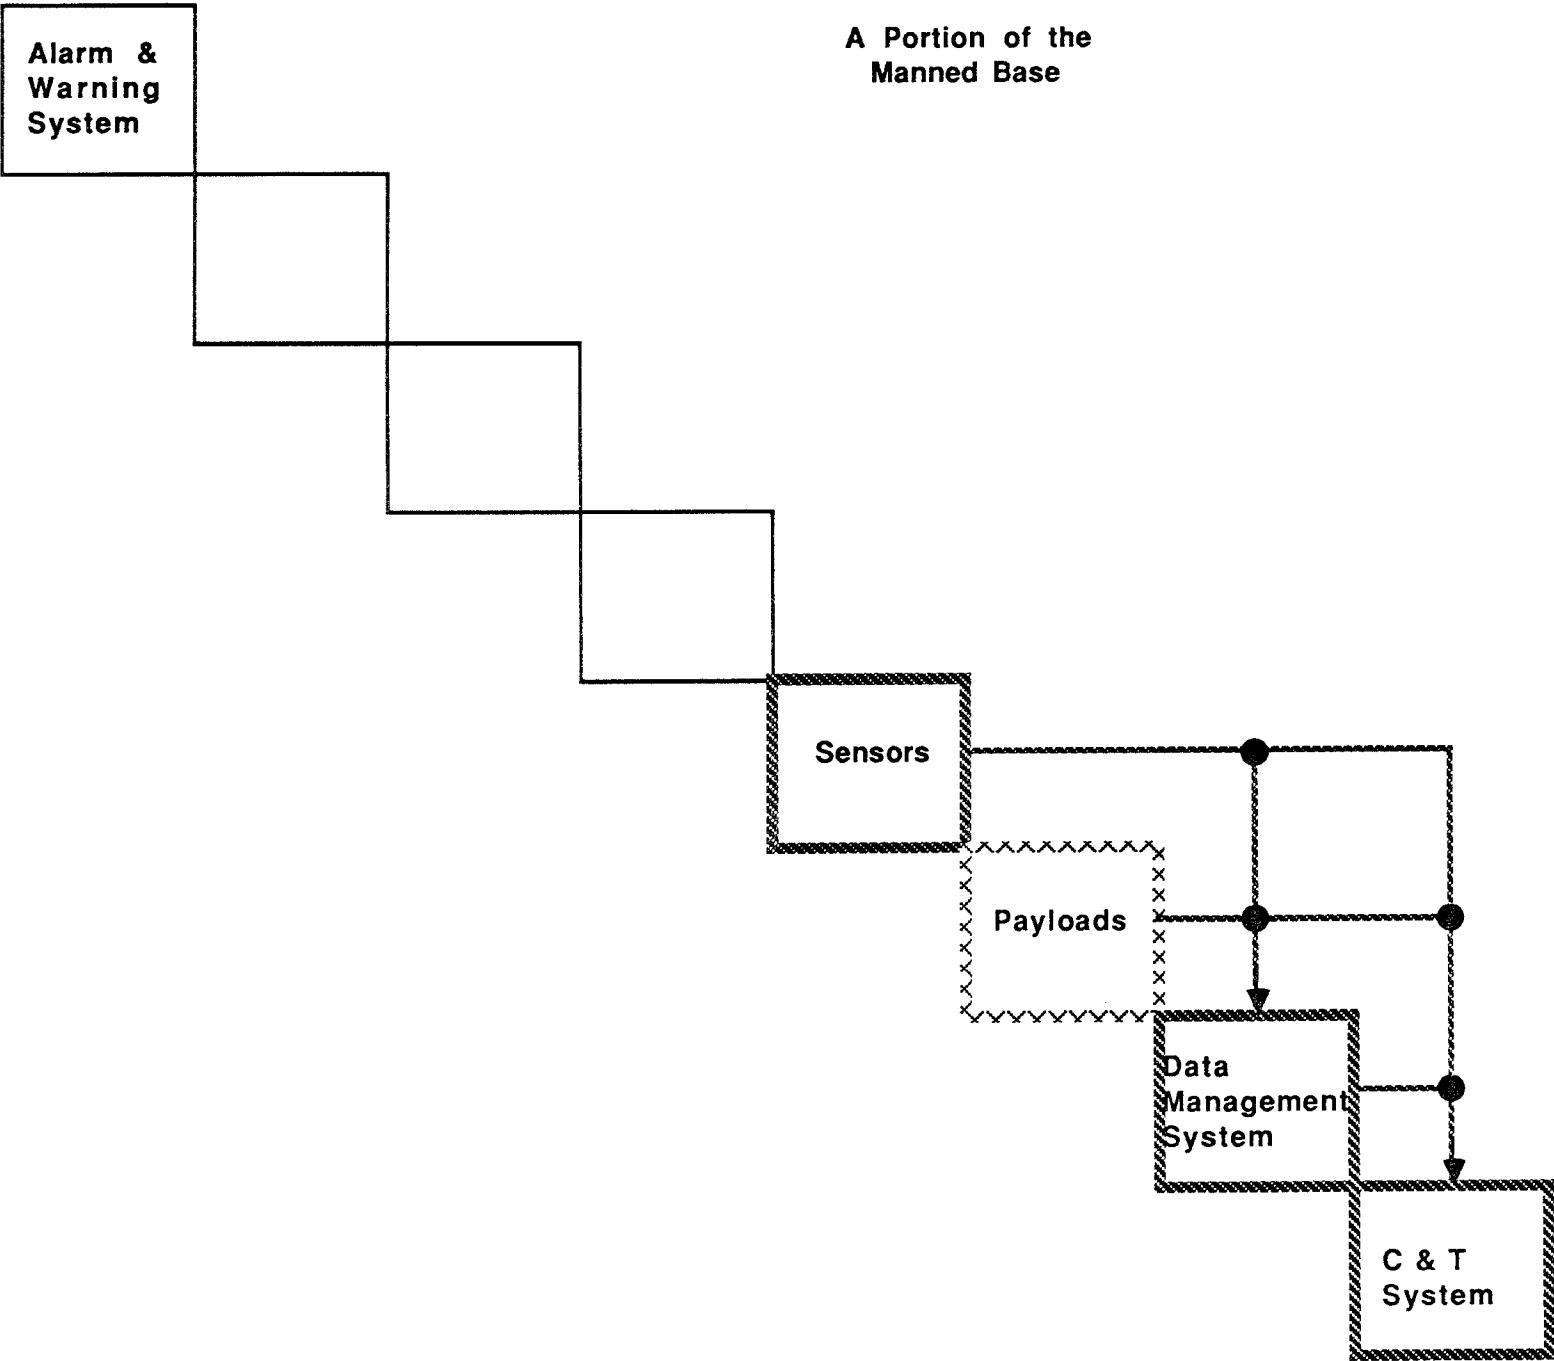 A Portion of the
Manned Base
Alarm &
Warning
System
Sensors
Payloads
Data
Management
System
C & T
System